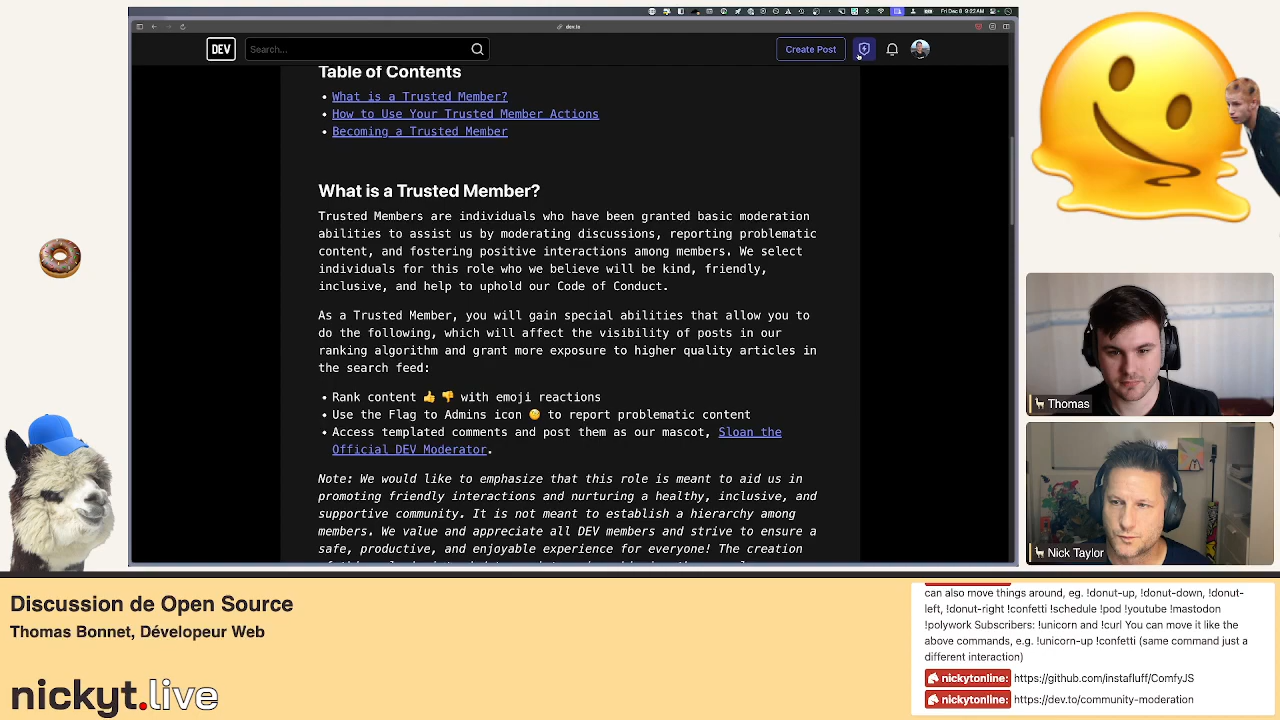 Fri Dec 6 9:22AM
dev.to
DEV
Search...
Create Post
Table of Contents
• What is a Trusted Member?
• How to Use Your Trusted Member Actions
• Becoming a Trusted Member
What is a Trusted Member?
Trusted Members are individuals who have been granted basic moderation
abilities to assist us by moderating discussions, reporting problematic
content, and fostering positive interactions among members. We select
individuals for this role who we believe will be kind, friendly,
inclusive, and help to uphold our Code of Conduct.
As a Trusted Member, you will gain special abilities that allow you to
do the following, which will affect the visibility of posts in our
ranking algorithm and grant more exposure to higher quality articles in
the search feed:
• Rank content 👍 👎 with emoji reactions
• Use the Flag to Admins icon to report problematic content
• Access templated comments and post them as our mascot, Sloan the
Official DEV Moderator.
Note: We would like to emphasize that this role is meant to aid us in
promoting friendly interactions and nurturing a healthy, inclusive, and
supportive community. It is not meant to establish a hierarchy among
members. We value and appreciate all DEV members and strive to ensure a
safe, productive, and enjoyable experience for everyone! The creation
Thomas
Nick Taylor
Discussion de Open Source
Thomas Bonnet, Dévelopeur Web
nickyt.live
can also move things around, eg. !donut-up, !donut-down, !donut-
left, !donut-right !confetti !schedule !pod !youtube !mastodon
!polywork Subscribers: !unicorn and !curl You can move it like the
above commands, e.g. !unicorn-up !confetti (same command just a
different interaction)
nickytonline: https://github.com/instafluff/ComfyJS
nickytonline: https://dev.to/community-moderation